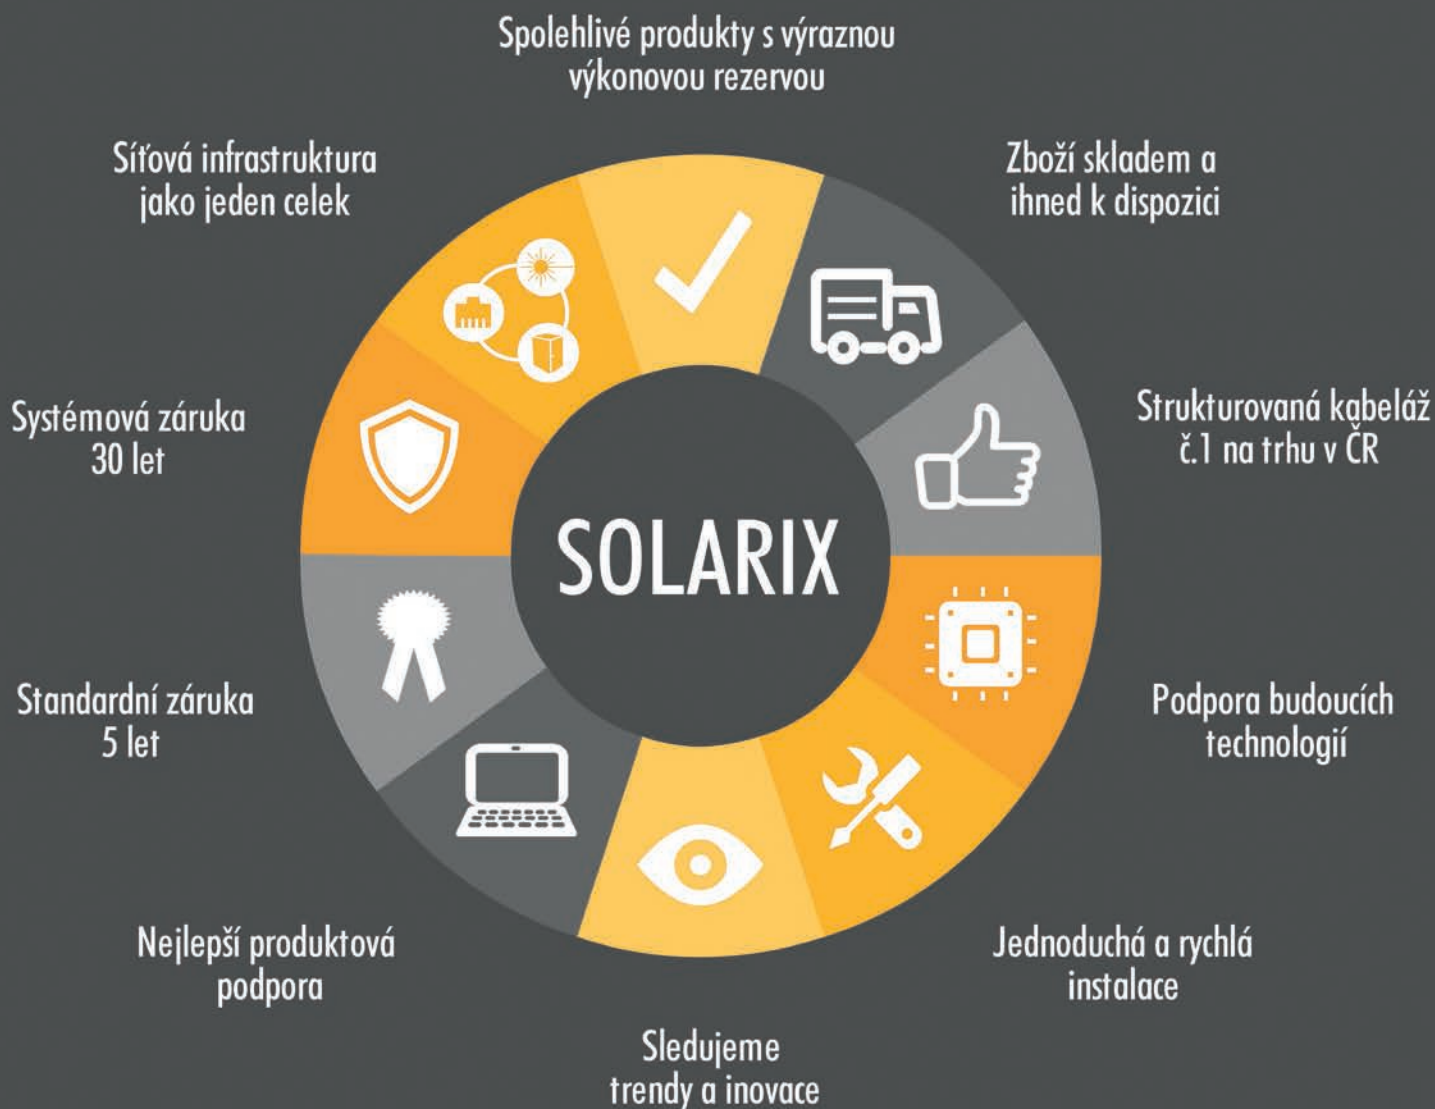 Spolehlivé produkty s výraznou
výkonovou rezervou
Síťová infrastruktura
jako jeden celek
Zboží skladem a
ihned k dispozici
Systémová záruka
30 let
Strukturovaná kabeláž
č.1 na trhu v ČR
SOLARIX
Standardní záruka
5 let
Podpora budoucích
technologií
Nejlepší produktová
podpora
Jednoduchá a rychlá
instalace
Sledujeme
trendy a inovace